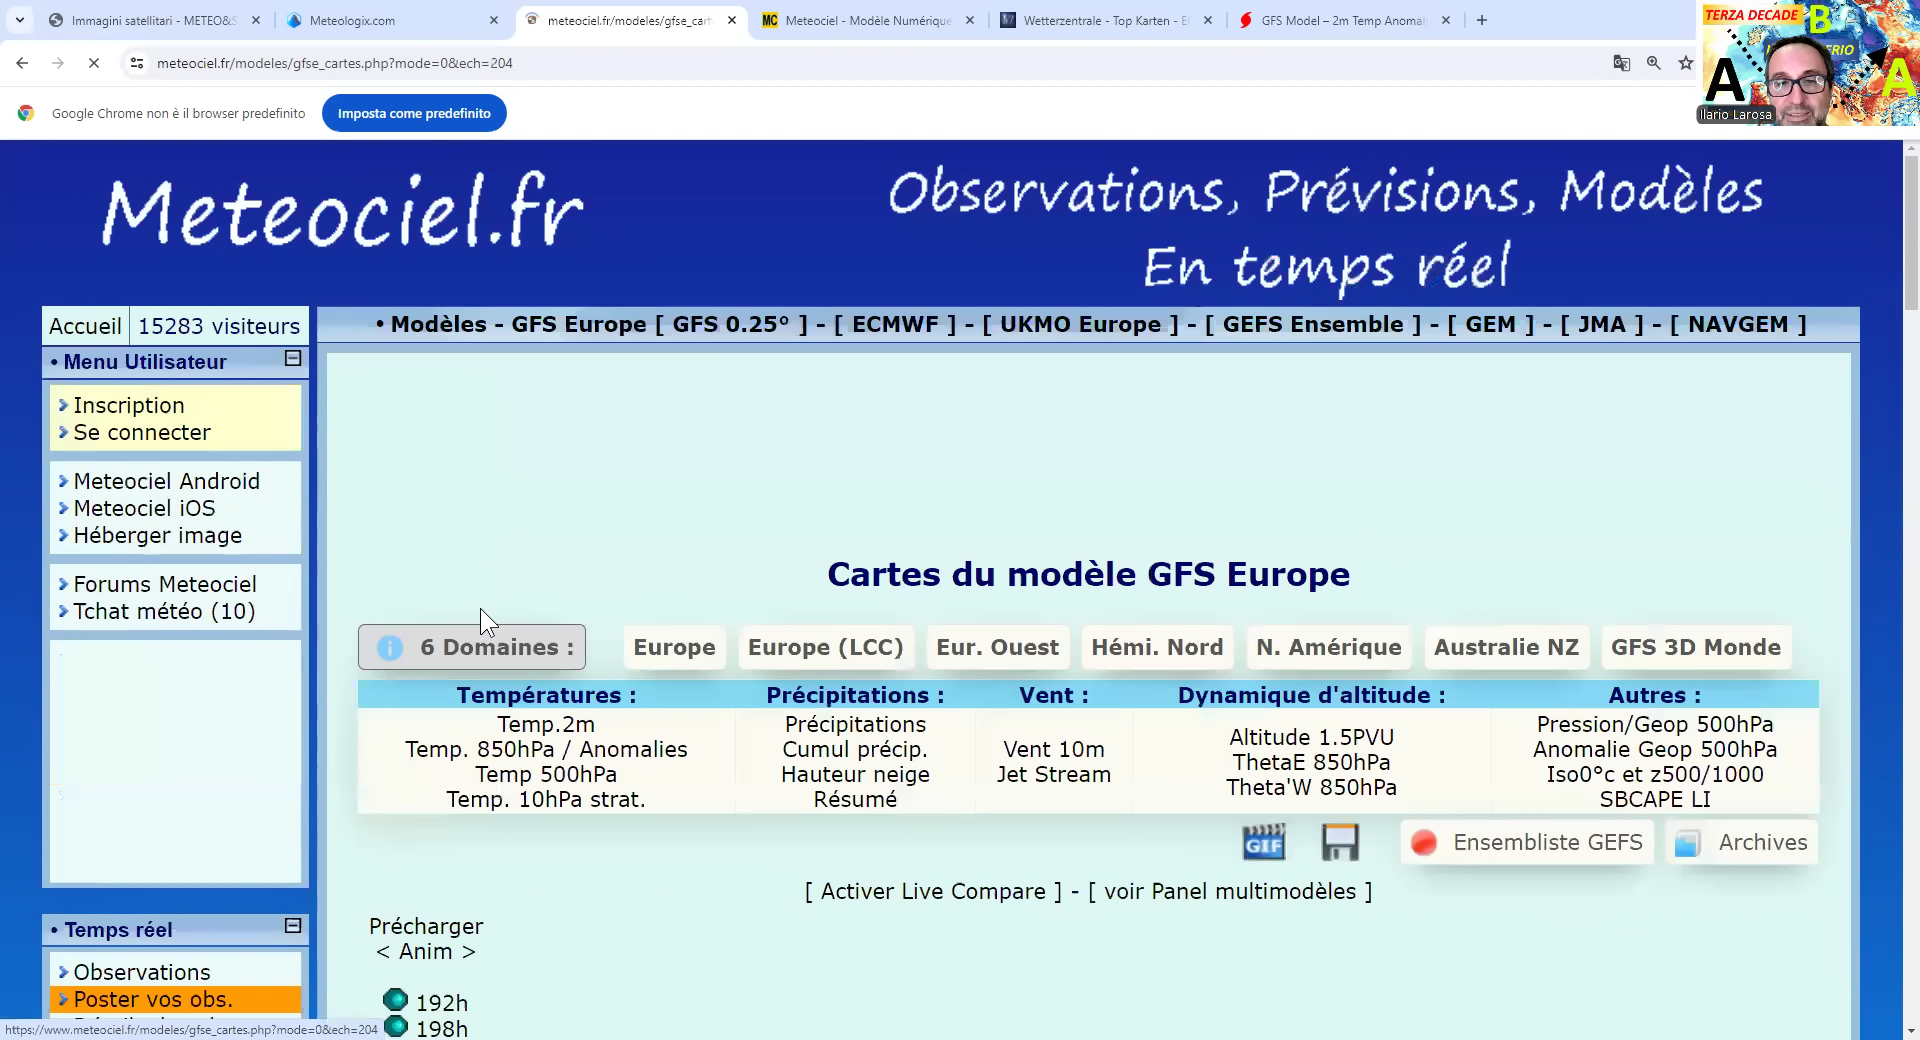 Immagini satellitari - METEO&S
Meteologix.com
meteociel.fr/modeles/gfse_cart
Meteociel - Modèle Numérique
Wetterzentrale - Top Karten - E
GFS Model – 2m Temp Anomal
meteociel.fr/modeles/gfse_cartes.php?mode=0&ech=204
Google Chrome non è il browser predefinito
Imposta come predefinito
TERZA DECADE
B
A
A
Ilario Larosa
Meteociel.fr
Observations, Prévisions, Modèles
En temps réel
Accueil
15283 visiteurs
• Modèles - GFS Europe [ GFS 0.25° ] - [ ECMWF ] - [ UKMO Europe ] - [ GEFS Ensemble ] - [ GEM ] - [ JMA ] - [ NAVGEM ]
• Menu Utilisateur
Inscription
Se connecter
Meteociel Android
Meteociel iOS
Héberger image
Forums Meteociel
Tchat météo (10)
Cartes du modèle GFS Europe
6 Domaines :
Europe
Europe (LCC)
Eur. Ouest
Hémi. Nord
N. Amérique
Australie NZ
GFS 3D Monde
Températures :
Précipitations :
Vent :
Dynamique d'altitude :
Autres :
Temp.2m
Temp. 850hPa / Anomalies
Temp 500hPa
Temp. 10hPa strat.
Précipitations
Cumul précip.
Hauteur neige
Résumé
Vent 10m
Jet Stream
Altitude 1.5PVU
ThetaE 850hPa
Theta'W 850hPa
Pression/Geop 500hPa
Anomalie Geop 500hPa
Iso0°c et z500/1000
SBCAPE LI
GIF
Ensembliste GEFS
Archives
[ Activer Live Compare ] - [ voir Panel multimodèles ]
Précharger
< Anim >
192h
198h
• Temps réel
Observations
Poster vos obs.
https://www.meteociel.fr/modeles/gfse_cartes.php?mode=0&ech=204